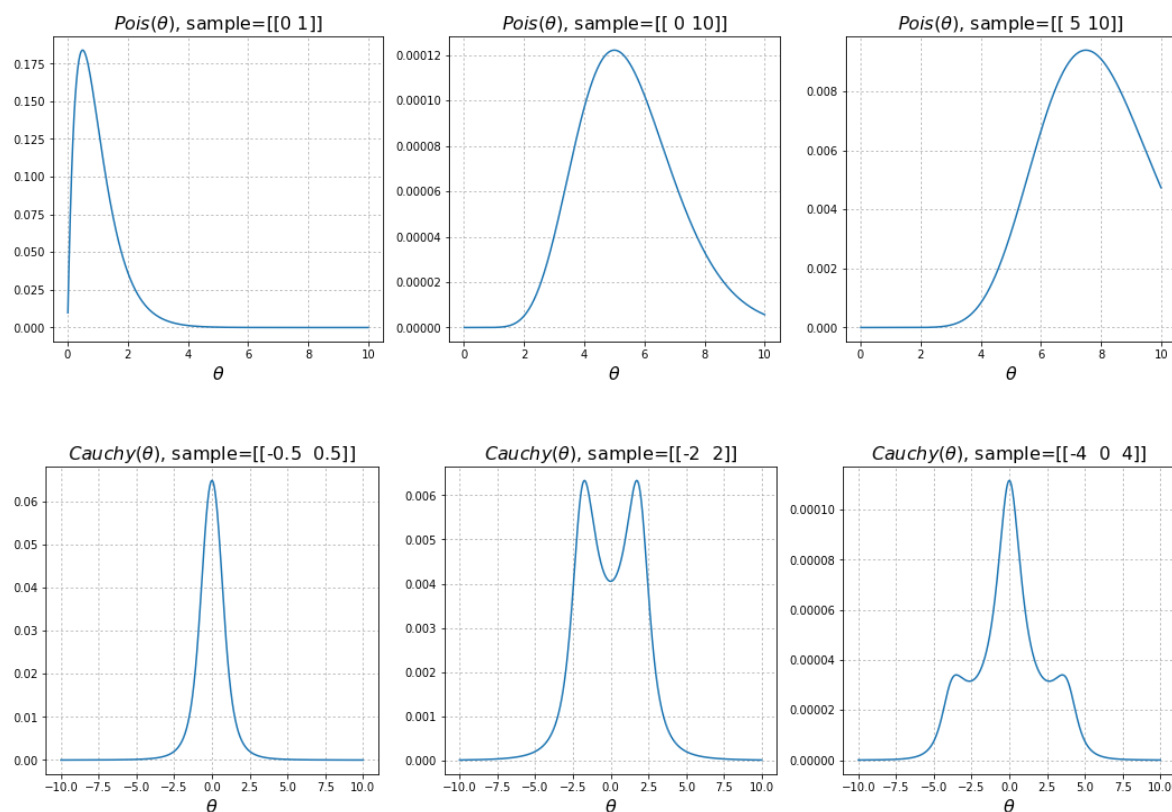 Pois(θ), sample=[[0 1]]
0.175
0.150
0.125
0.100
0.075
0.050
0.025
0.000
0 2 4 6 8 10
θ
Pois(θ), sample=[[ 0 10]]
0.00012
0.00010
0.00008
0.00006
0.00004
0.00002
0.00000
0 2 4 6 8 10
θ
Pois(θ), sample=[[ 5 10]]
0.008
0.006
0.004
0.002
0.000
0 2 4 6 8 10
θ
Cauchy(θ), sample=[[-0.5 0.5]]
0.06
0.05
0.04
0.03
0.02
0.01
0.00
−10.0 −7.5 −5.0 −2.5 0.0 2.5 5.0 7.5 10.0
θ
Cauchy(θ), sample=[[-2 2]]
0.006
0.005
0.004
0.003
0.002
0.001
0.000
−10.0 −7.5 −5.0 −2.5 0.0 2.5 5.0 7.5 10.0
θ
Cauchy(θ), sample=[[-4 0 4]]
0.00010
0.00008
0.00006
0.00004
0.00002
0.00000
−10.0 −7.5 −5.0 −2.5 0.0 2.5 5.0 7.5 10.0
θ